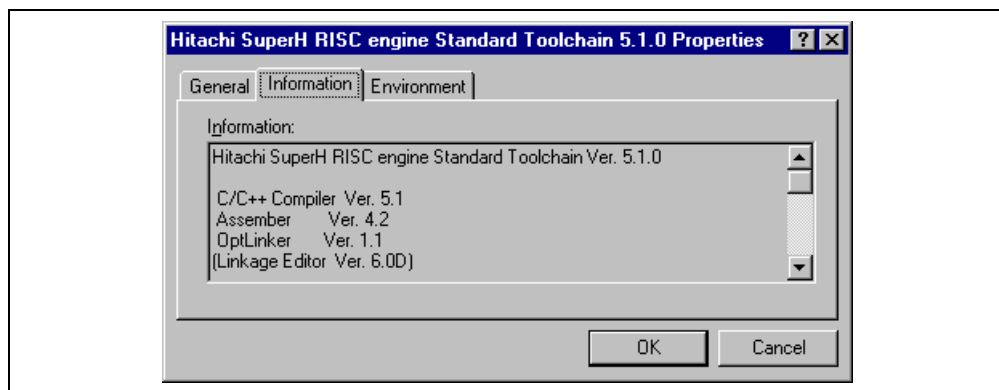 Hitachi SuperH RISC engine Standard Toolchain 5.1.0 Properties
General Information Environment
Information:
Hitachi SuperH RISC engine Standard Toolchain Ver. 5.1.0
C/C++ Compiler Ver. 5.1
Assember Ver. 4.2
OptLinker Ver. 1.1
(Linkage Editor Ver. 6.0D)
OK Cancel